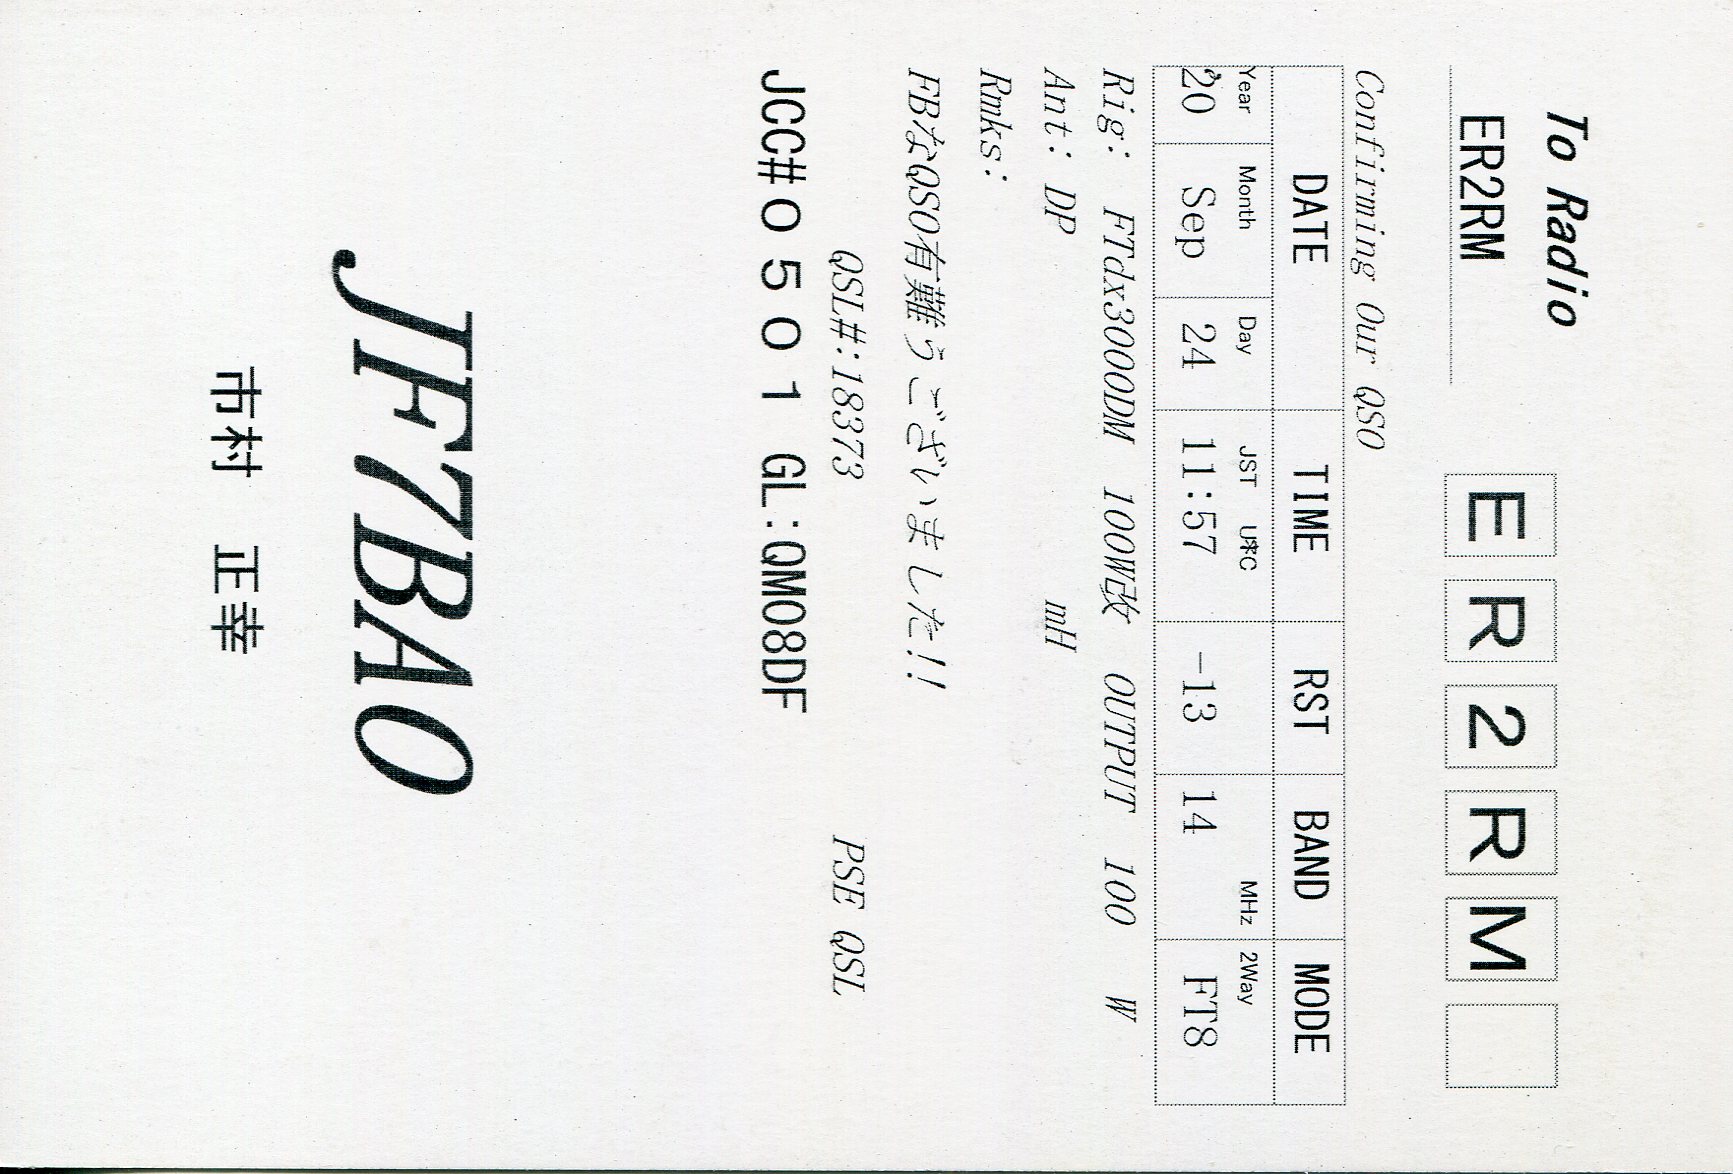 To Radio
ER2RM
E R 2 R M
Confirming Our QSO
DATE TIME RST BAND MODE
Year Month Day JST UTC MHz 2Way
'20 Sep 24 11:57 -13 14 FT8
Rig: FTdx3000DM 100W改 OUTPUT 100 W
Ant: DP mH
Rmks:
FBなQSO有難うございました!!
QSL#:18373 PSE QSL
JCC#0501 GL:QM08DF
JF7BAO
市村 正幸